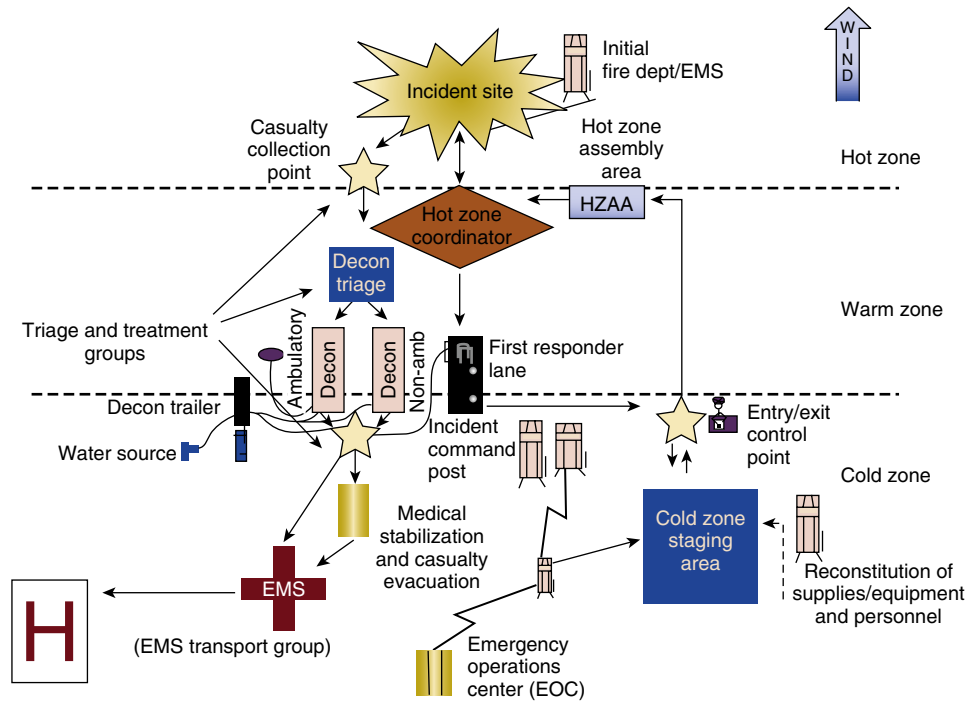 WIND
Initial
fire dept/EMS
Incident site
Casualty
collection
point
Hot zone
assembly
area
Hot zone
HZAA
Hot zone
coordinator
Decon
triage
Warm zone
Triage and treatment
groups
Ambulatory
Decon
Decon
Non-amb
First responder
lane
Decon trailer
Water source
Incident
command
post
Entry/exit
control
point
Cold zone
Medical
stabilization
and casualty
evacuation
Cold zone
staging
area
Reconstitution of
supplies/equipment
and personnel
EMS
(EMS transport group)
H
Emergency
operations
center (EOC)